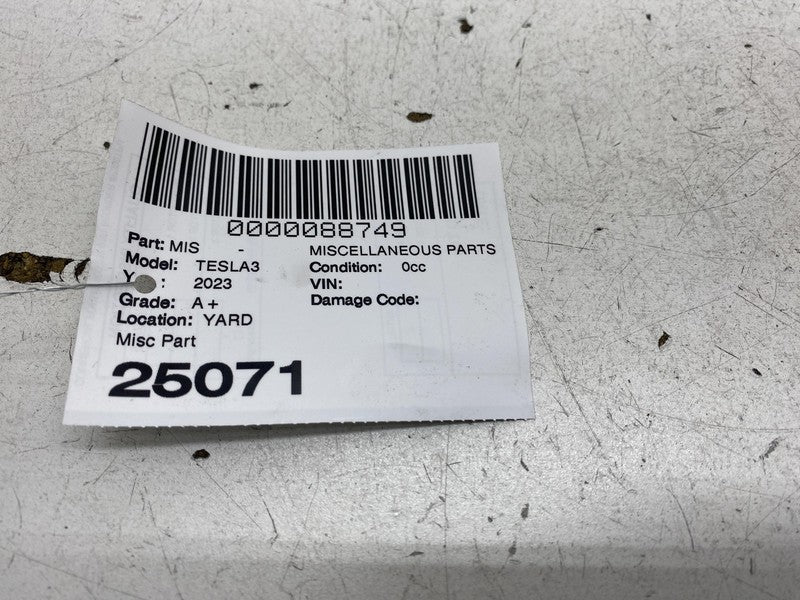 0000088749
Part: MIS - MISCELLANEOUS PARTS
Model: TESLA3 Condition: 0cc
Y : 2023 VIN:
Grade: A+ Damage Code:
Location: YARD
Misc Part
25071